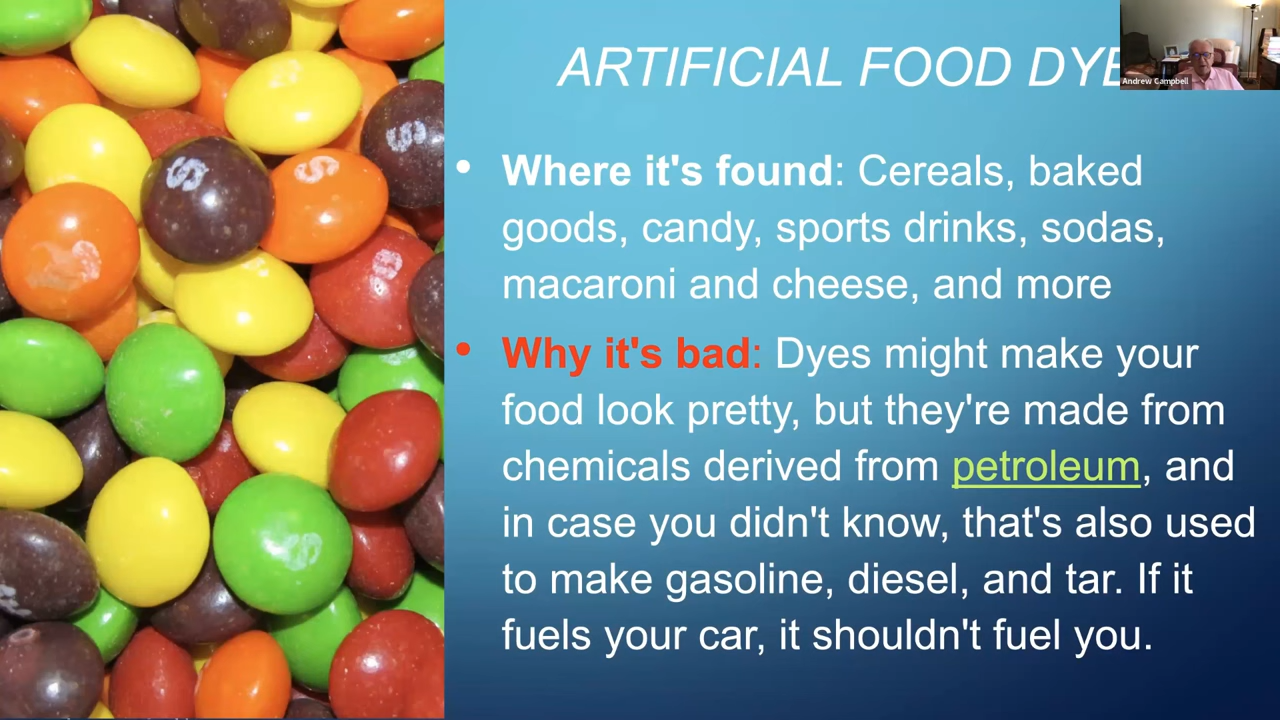 ARTIFICIAL FOOD DYE
Andrew Campbell
• Where it's found: Cereals, baked
goods, candy, sports drinks, sodas,
macaroni and cheese, and more
• Why it's bad: Dyes might make your
food look pretty, but they're made from
chemicals derived from petroleum, and
in case you didn't know, that's also used
to make gasoline, diesel, and tar. If it
fuels your car, it shouldn't fuel you.
S
S
S
S
S
S